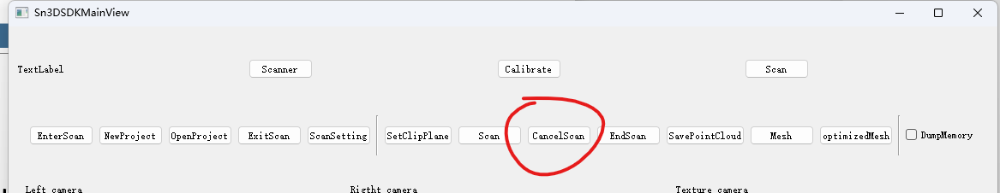 Sn3DSDKMainView
TextLabel Scanner Calibrate Scan
EnterScan NewProject OpenProject ExitScan ScanSetting SetClipPlane Scan CancelScan EndScan SavePointCloud Mesh optimizedMesh DumpMemory
Left camera Rigtht camera Texture camera